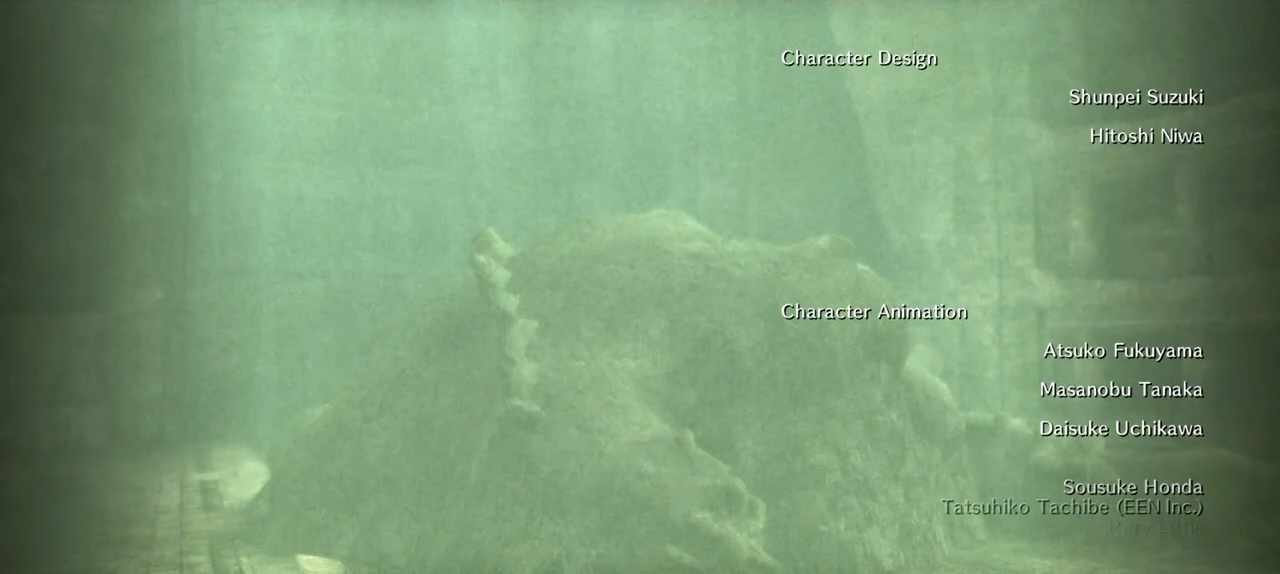 Character Design
Shunpei Suzuki
Hitoshi Niwa
Character Animation
Atsuko Fukuyama
Masanobu Tanaka
Daisuke Uchikawa
Sousuke Honda
Tatsuhiko Tachibe (EEN Inc.)